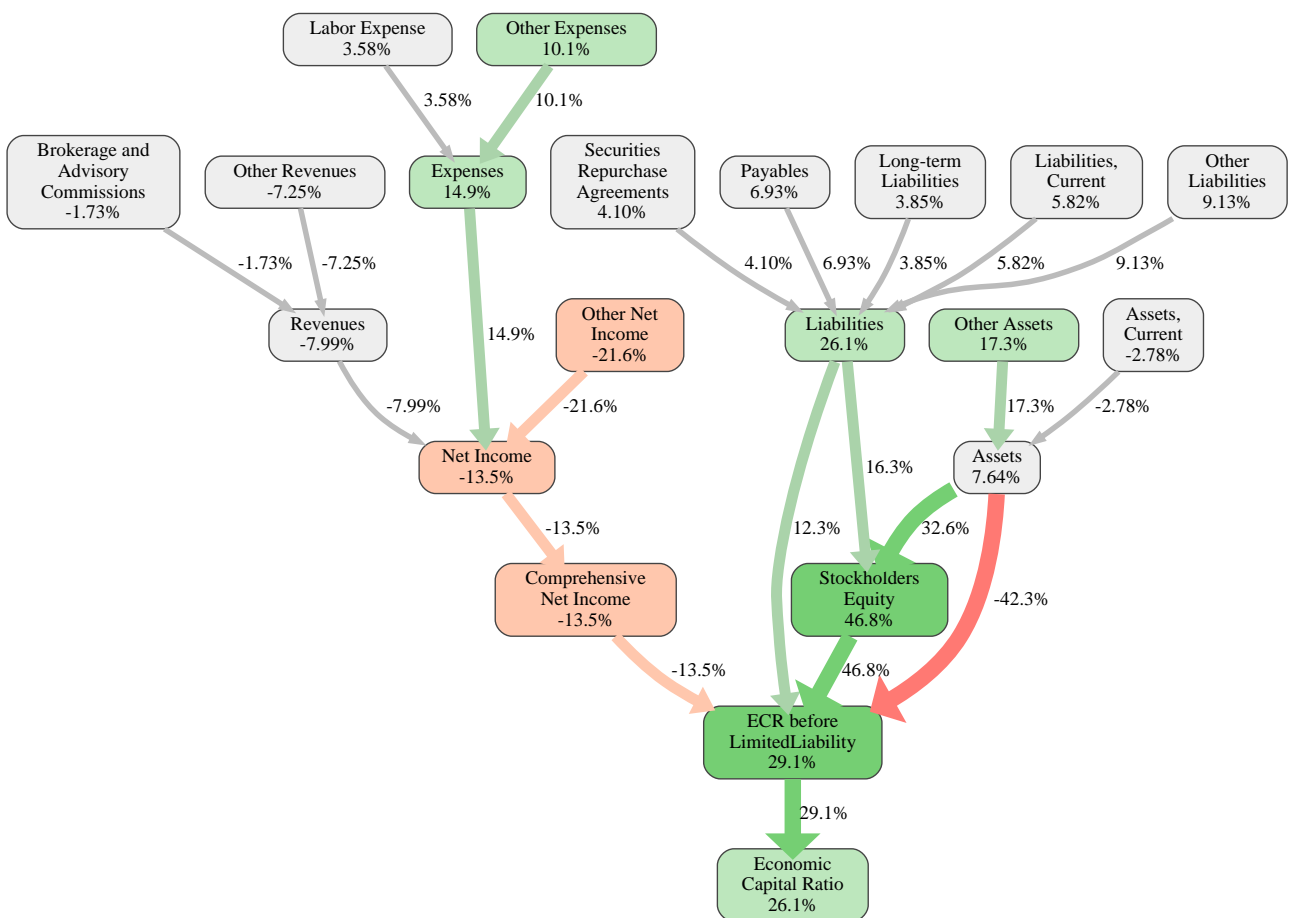 Labor Expense
3.58%
Other Expenses
10.1%
3.58%
10.1%
Brokerage and
Advisory
Commissions
-1.73%
Other Revenues
-7.25%
Expenses
14.9%
Securities
Repurchase
Agreements
4.10%
Payables
6.93%
Long-term
Liabilities
3.85%
Liabilities,
Current
5.82%
Other
Liabilities
9.13%
-1.73%
-7.25%
4.10%
6.93%
3.85%
5.82%
9.13%
Revenues
-7.99%
14.9%
Other Net
Income
-21.6%
Liabilities
26.1%
Other Assets
17.3%
Assets,
Current
-2.78%
-7.99%
-21.6%
17.3%
-2.78%
Net Income
-13.5%
16.3%
Assets
7.64%
-13.5%
12.3%
32.6%
Comprehensive
Net Income
-13.5%
Stockholders
Equity
46.8%
-42.3%
-13.5%
46.8%
ECR before
LimitedLiability
29.1%
29.1%
Economic
Capital Ratio
26.1%